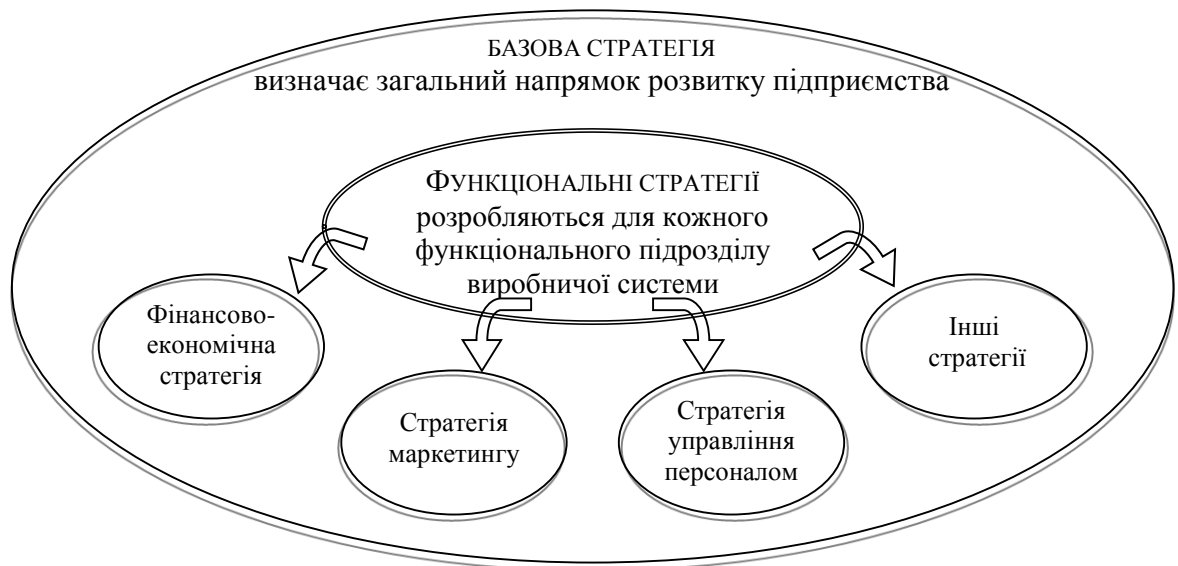 БАЗОВА СТРАТЕГІЯ
визначає загальний напрямок розвитку підприємства
ФУНКЦІОНАЛЬНІ СТРАТЕГІЇ
розробляються для кожного
функціонального підрозділу
виробничої системи
Фінансово-
економічна
стратегія
Стратегія
маркетингу
Стратегія
управління
персоналом
Інші
стратегії